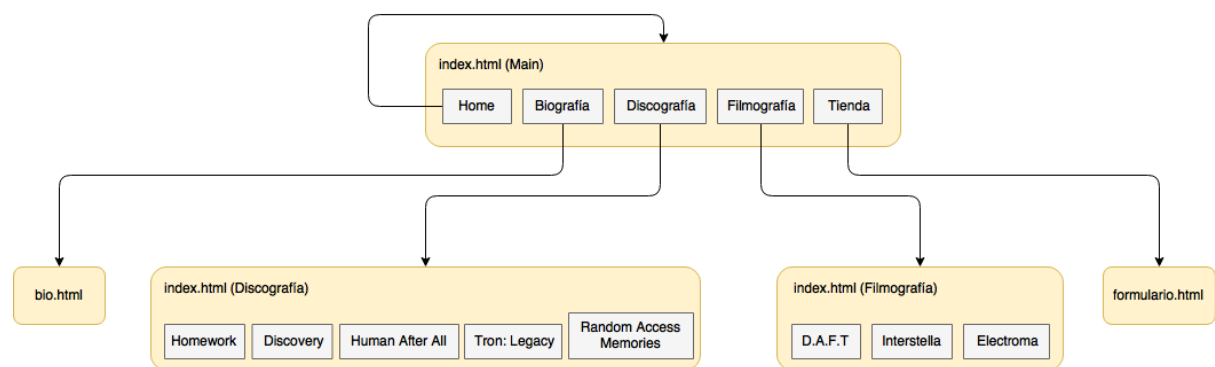 index.html (Main)
Home
Biografía
Discografía
Filmografía
Tienda
bio.html
index.html (Discografía)
Homework
Discovery
Human After All
Tron: Legacy
Random Access
Memories
index.html (Filmografía)
D.A.F.T
Interstella
Electroma
formulario.html